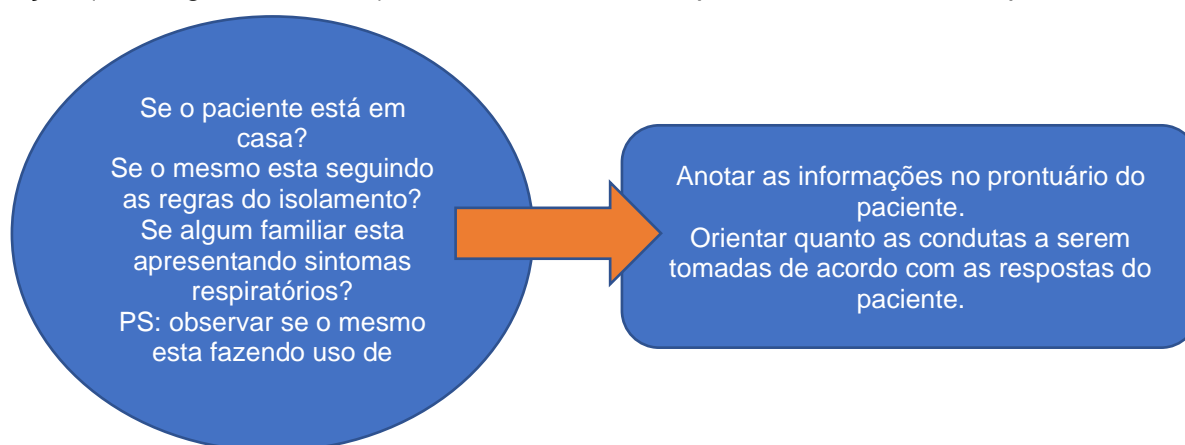 Se o paciente está em
casa?
Se o mesmo esta seguindo
as regras do isolamento?
Se algum familiar esta
apresentando sintomas
respiratórios?
PS: observar se o mesmo
esta fazendo uso de
Anotar as informações no prontuário do
paciente.
Orientar quanto as condutas a serem
tomadas de acordo com as respostas do
paciente.